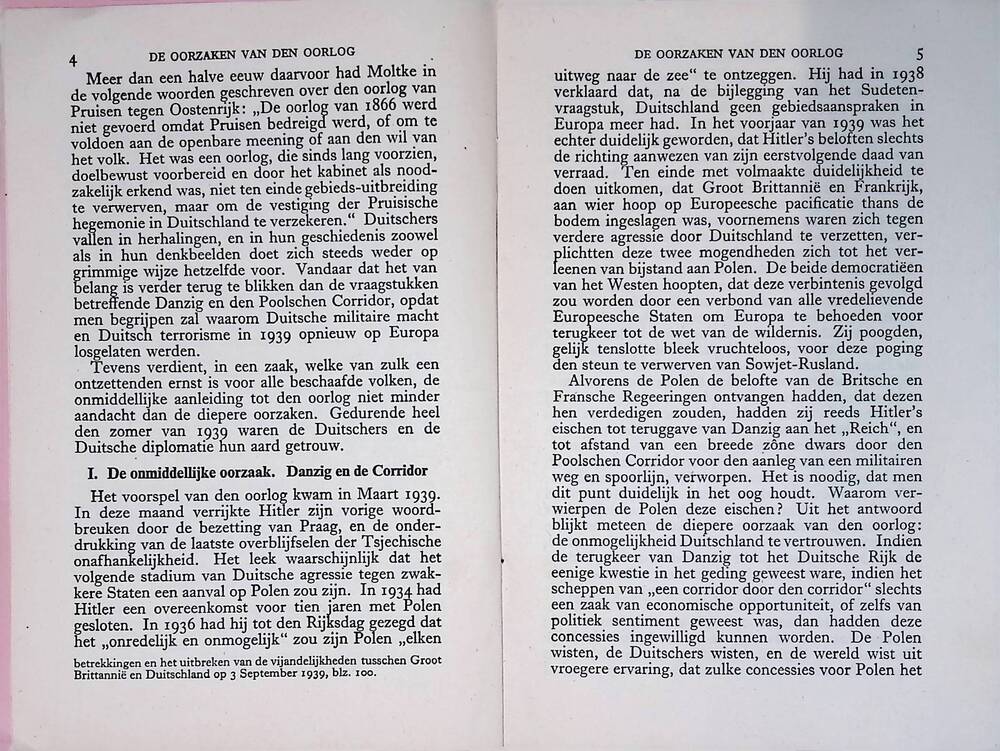 4
DE OORZAKEN VAN DEN OORLOG
Meer dan een halve eeuw daarvoor had Moltke in
de volgende woorden geschreven over den oorlog van
Pruisen tegen Oostenrijk: „De oorlog van 1866 werd
niet gevoerd omdat Pruisen bedreigd werd, of om te
voldoen aan de openbare meening of aan den wil van
het volk. Het was een oorlog, die sinds lang voorzien,
doelbewust voorbereid en door het kabinet als nood-
zakelijk erkend was, niet ten einde gebieds-uitbreiding
te verwerven, maar om de vestiging der Pruisische
hegemonie in Duitschland te verzekeren.“ Duitschers
vallen in herhalingen, en in hun geschiedenis zoowel
als in hun denkbeelden doet zich steeds weder op
grimmige wijze hetzelfde voor. Vandaar dat het van
belang is verder terug te blikken dan de vraagstukken
betreffende Danzig en den Poolschen Corridor, opdat
men begrijpen zal waarom Duitsche militaire macht
en Duitsch terrorisme in 1939 opnieuw op Europa
losgelaten werden.
Tevens verdient, in een zaak, welke van zulk een
ontzettenden ernst is voor alle beschaafde volken, de
onmiddellijke aanleiding tot den oorlog niet minder
aandacht dan de diepere oorzaken. Gedurende heel
den zomer van 1939 waren de Duitschers en de
Duitsche diplomatie hun aard getrouw.
I. De onmiddellijke oorzaak. Danzig en de Corridor
Het voorspel van den oorlog kwam in Maart 1939.
In deze maand verrijkte Hitler zijn vorige woord-
breuken door de bezetting van Praag, en de onder-
drukking van de laatste overblijfselen der Tsjechische
onafhankelijkheid. Het leek waarschijnlijk dat het
volgende stadium van Duitsche agressie tegen zwak-
kere Staten een aanval op Polen zou zijn. In 1934 had
Hitler een overeenkomst voor tien jaren met Polen
gesloten. In 1936 had hij tot den Rijksdag gezegd dat
het „onredelijk en onmogelijk“ zou zijn Polen „elken
betrekkingen en het uitbreken van de vijandelijkheden tusschen Groot
Brittannië en Duitschland op 3 September 1939, blz. 100.
DE OORZAKEN VAN DEN OORLOG
5
uitweg naar de zee“ te ontzeggen. Hij had in 1938
verklaard dat, na de bijlegging van het Sudeten-
vraagstuk, Duitschland geen gebiedsaanspraken in
Europa meer had. In het voorjaar van 1939 was het
echter duidelijk geworden, dat Hitler's beloften slechts
de richting aanwezen van zijn eerstvolgende daad van
verraad. Ten einde met volmaakte duidelijkheid te
doen uitkomen, dat Groot Brittannië en Frankrijk,
aan wier hoop op Europeesche pacificatie thans de
bodem ingeslagen was, voornemens waren zich tegen
verdere agressie door Duitschland te verzetten, ver-
plichtten deze twee mogendheden zich tot het ver-
leenen van bijstand aan Polen. De beide democratiëen
van het Westen hoopten, dat deze verbintenis gevolgd
zou worden door een verbond van alle vredelievende
Europeesche Staten om Europa te behoeden voor
terugkeer tot de wet van de wildernis. Zij poogden,
gelijk tenslotte bleek vruchteloos, voor deze poging
den steun te verwerven van Sowjet-Rusland.
Alvorens de Polen de belofte van de Britsche en
Fransche Regeeringen ontvangen hadden, dat dezen
hen verdedigen zouden, hadden zij reeds Hitler's
eischen tot teruggave van Danzig aan het „Reich“, en
tot afstand van een breede zône dwars door den
Poolschen Corridor voor den aanleg van een militairen
weg en spoorlijn, verworpen. Het is noodig, dat men
dit punt duidelijk in het oog houdt. Waarom ver-
wierpen de Polen deze eischen? Uit het antwoord
blijkt meteen de diepere oorzaak van den oorlog:
de onmogelijkheid Duitschland te vertrouwen. Indien
de terugkeer van Danzig tot het Duitsche Rijk de
eenige kwestie in het geding geweest ware, indien het
scheppen van „een corridor door den corridor“ slechts
een zaak van economische opportuniteit, of zelfs van
politiek sentiment geweest was, dan hadden deze
concessies ingewilligd kunnen worden. De Polen
wisten, de Duitschers wisten, en de wereld wist uit
vroegere ervaring, dat zulke concessies voor Polen het